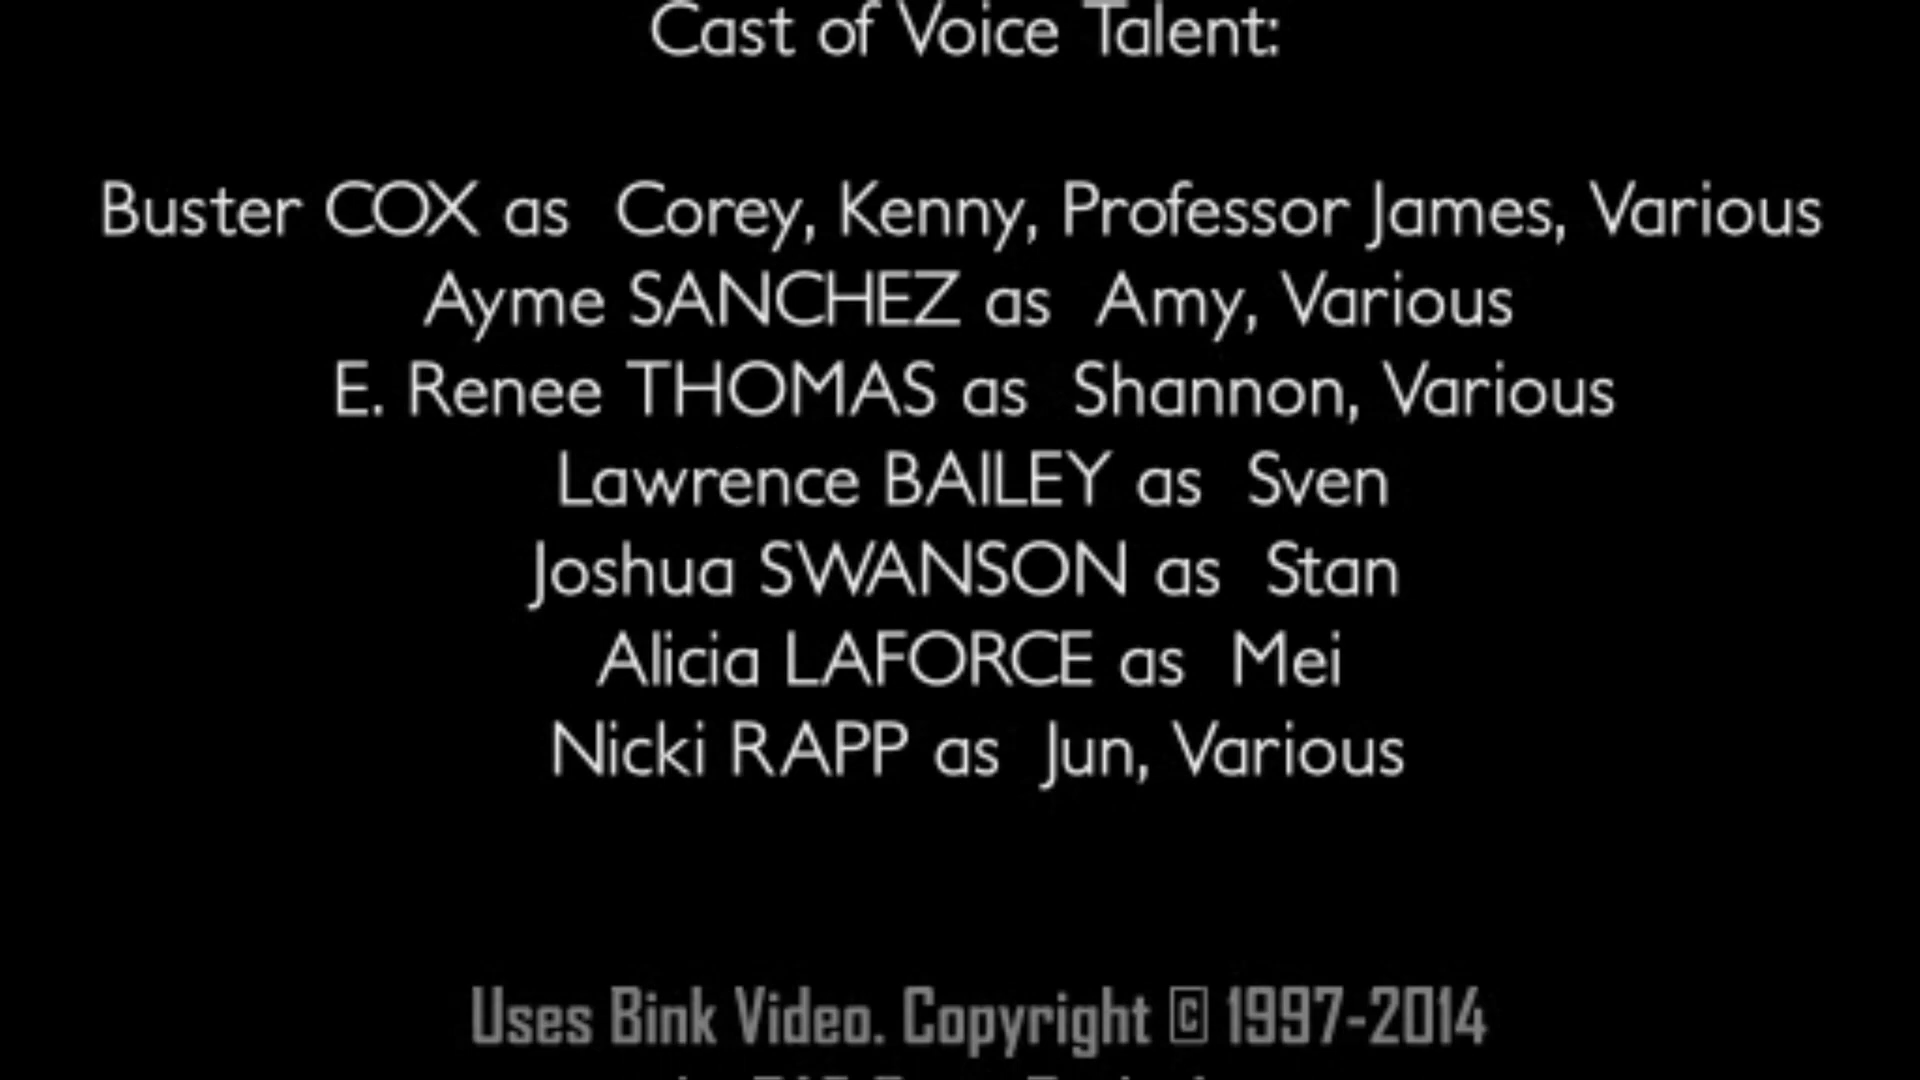 Cast of Voice Talent:
Buster COX as Corey, Kenny, Professor James, Various
Ayme SANCHEZ as Amy, Various
E. Renee THOMAS as Shannon, Various
Lawrence BAILEY as Sven
Joshua SWANSON as Stan
Alicia LAFORCE as Mei
Nicki RAPP as Jun, Various
Uses Bink Video. Copyright © 1997-2014